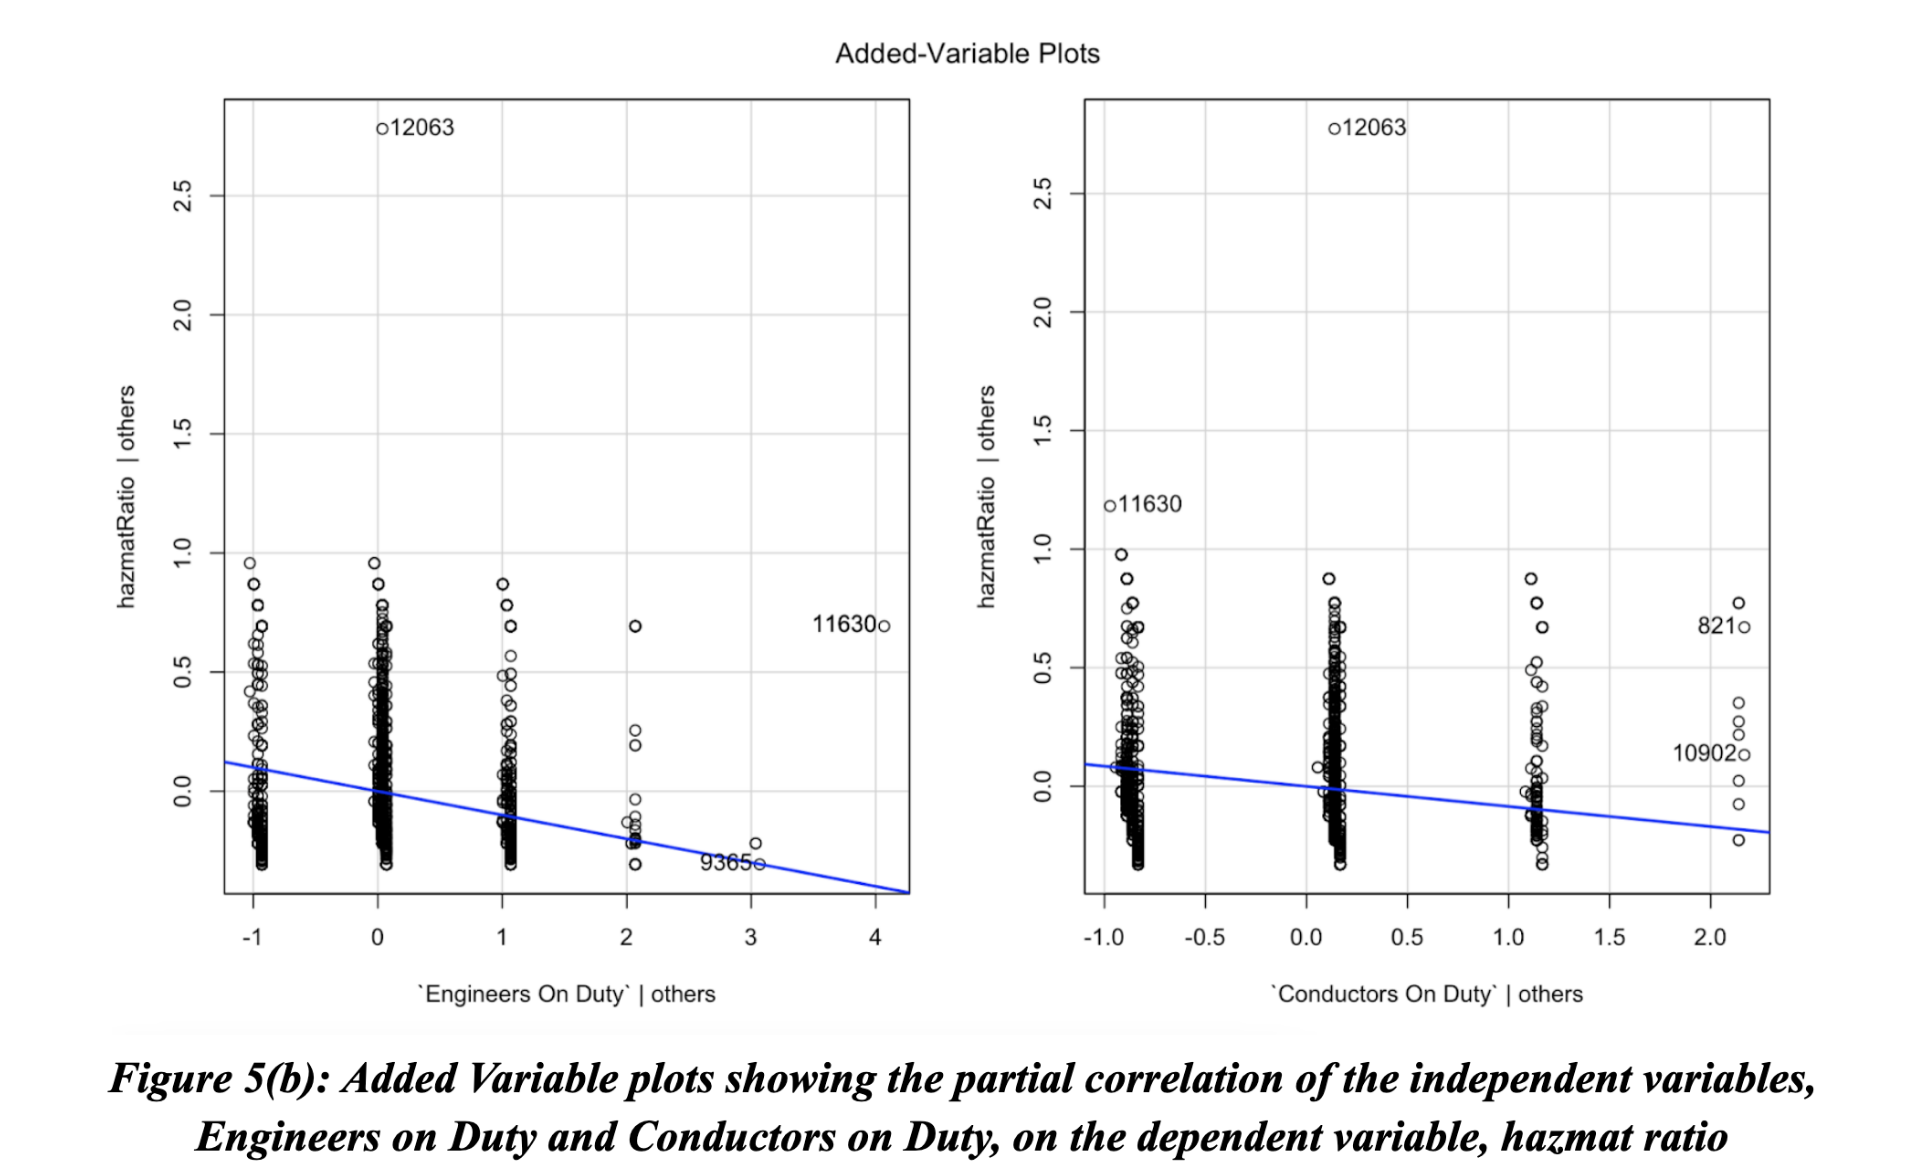 Added-Variable Plots
12063
2.5
2.0
1.5
1.0
0.5
0.0
hazmatRatio | others
11630
9365
-1 0 1 2 3 4
`Engineers On Duty` | others
12063
2.5
2.0
1.5
1.0
0.5
0.0
hazmatRatio | others
11630
821
10902
-1.0 -0.5 0.0 0.5 1.0 1.5 2.0
`Conductors On Duty` | others
Figure 5(b): Added Variable plots showing the partial correlation of the independent variables,
Engineers on Duty and Conductors on Duty, on the dependent variable, hazmat ratio